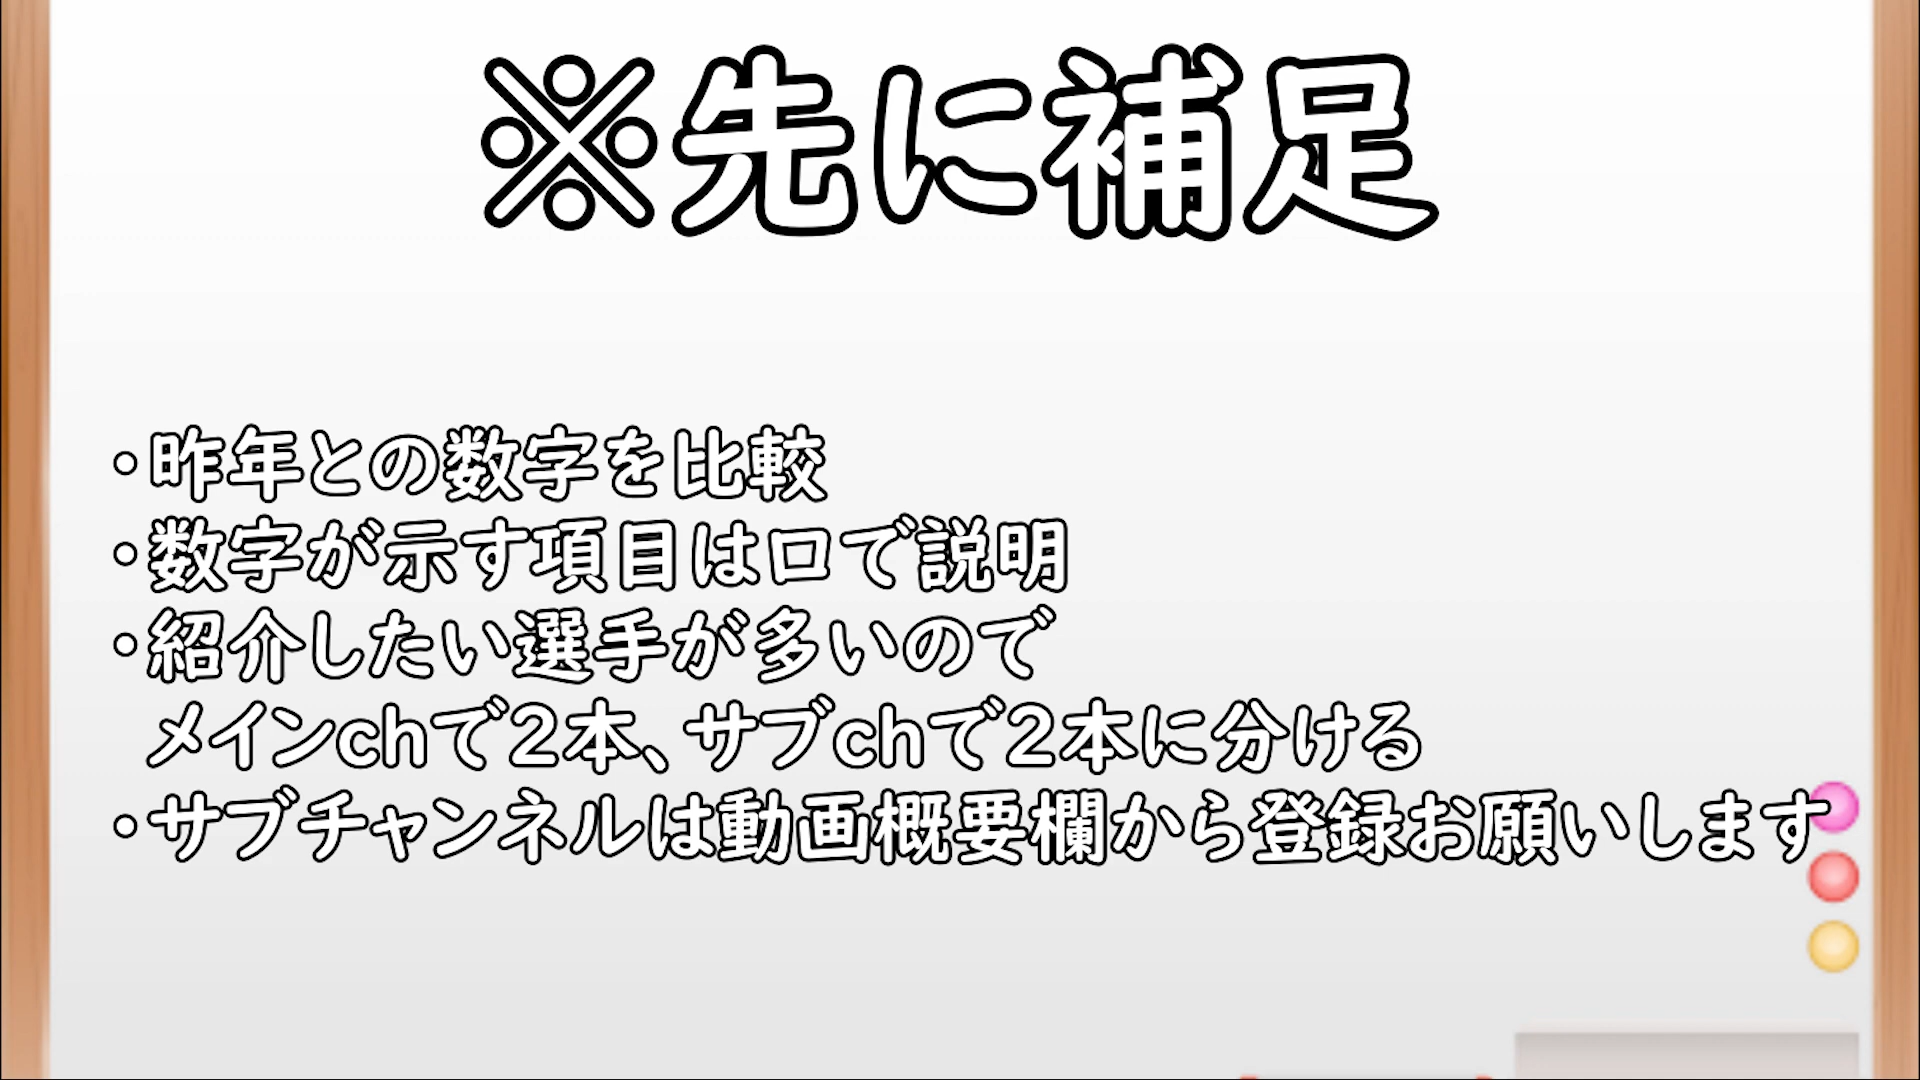 ※先に補足
・昨年との数字を比較
・数字が示す項目は口で説明
・紹介したい選手が多いので
メインchで2本、サブchで2本に分ける
・サブチャンネルは動画概要欄から登録お願いします